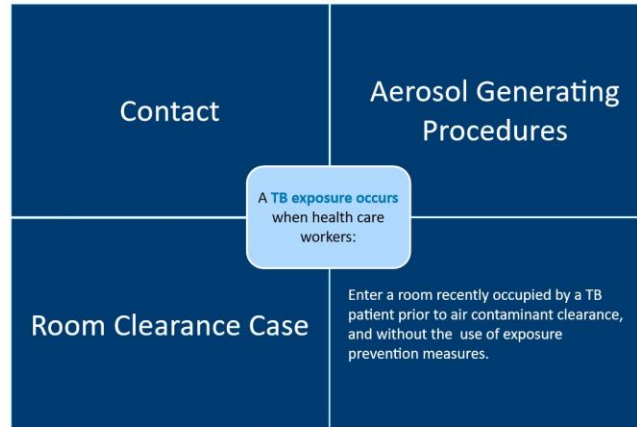 Contact
Aerosol Generating
Procedures
A TB exposure occurs
when health care
workers:
Room Clearance Case
Enter a room recently occupied by a TB
patient prior to air contaminant clearance,
and without the use of exposure
prevention measures.